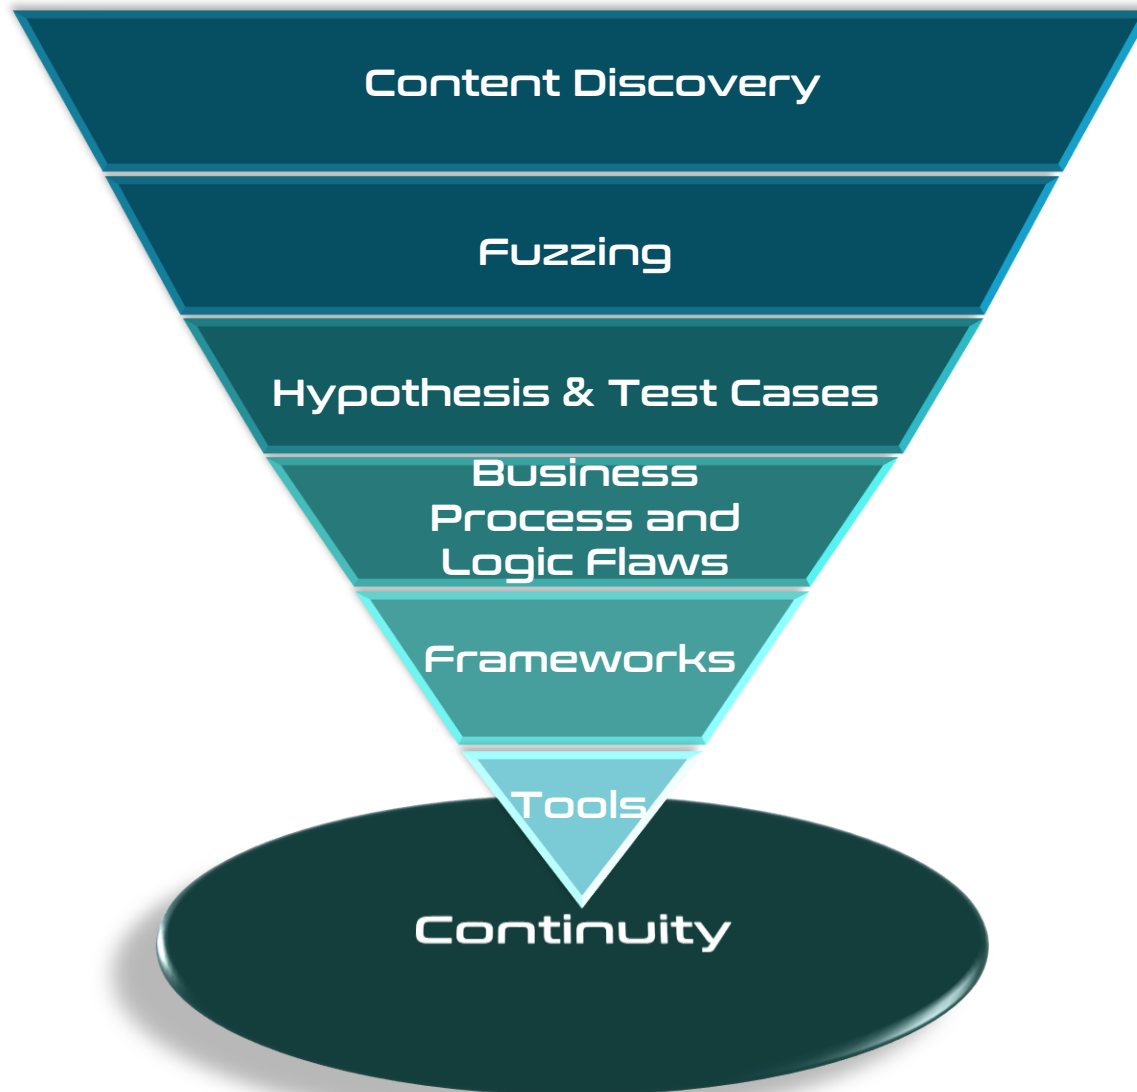 Content Discovery
Fuzzing
Hypothesis & Test Cases
Business
Process and
Logic Flaws
Frameworks
Tools
Continuity